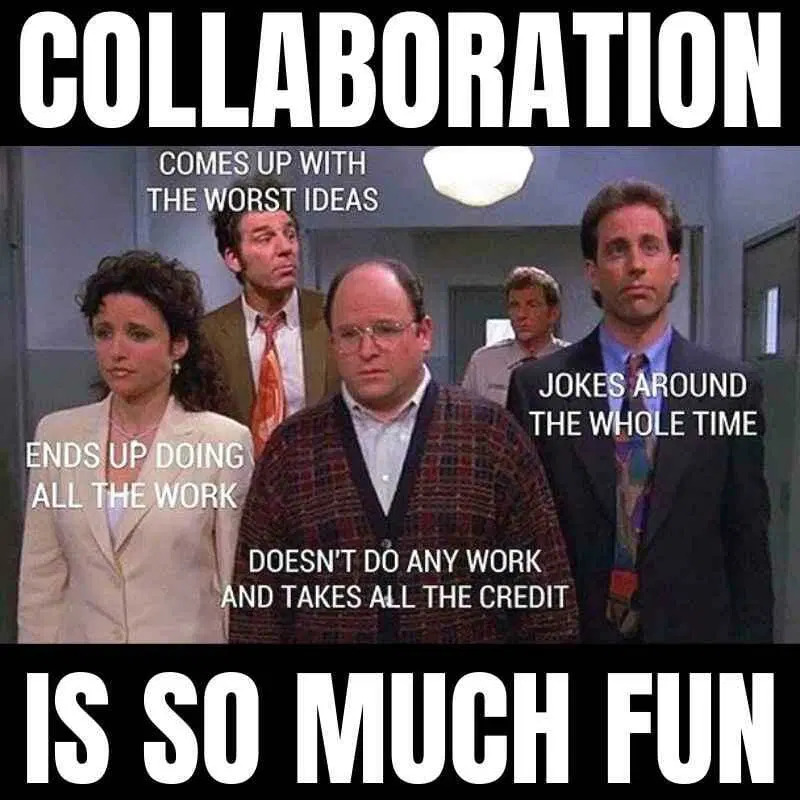 COLLABORATION
COMES UP WITH
THE WORST IDEAS
JOKES AROUND
THE WHOLE TIME
ENDS UP DOING
ALL THE WORK
DOESN'T DO ANY WORK
AND TAKES ALL THE CREDIT
IS SO MUCH FUN